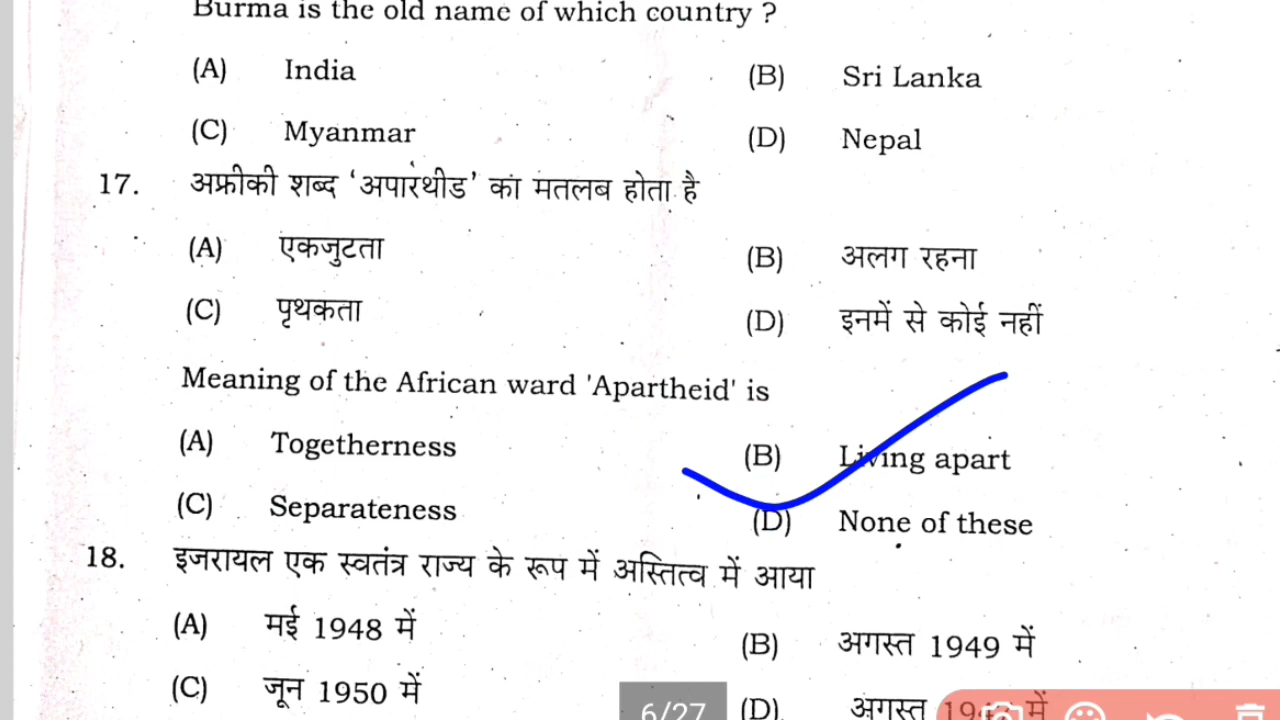 Burma is the old name of which country ?
(A) India (B) Sri Lanka
(C) Myanmar (D) Nepal
17. अफ्रीकी शब्द ‘अपारंथीड’ का मतलब होता है
(A) एकजुटता (B) अलग रहना
(C) पृथकता (D) इनमें से कोई नहीं
Meaning of the African ward 'Apartheid' is
(A) Togetherness (B) Living apart
(C) Separateness (D) None of these
18. इजरायल एक स्वतंत्र राज्य के रूप में अस्तित्व में आया
(A) मई 1948 में (B) अगस्त 1949 में
(C) जून 1950 में (D) अगस्त में
6/27